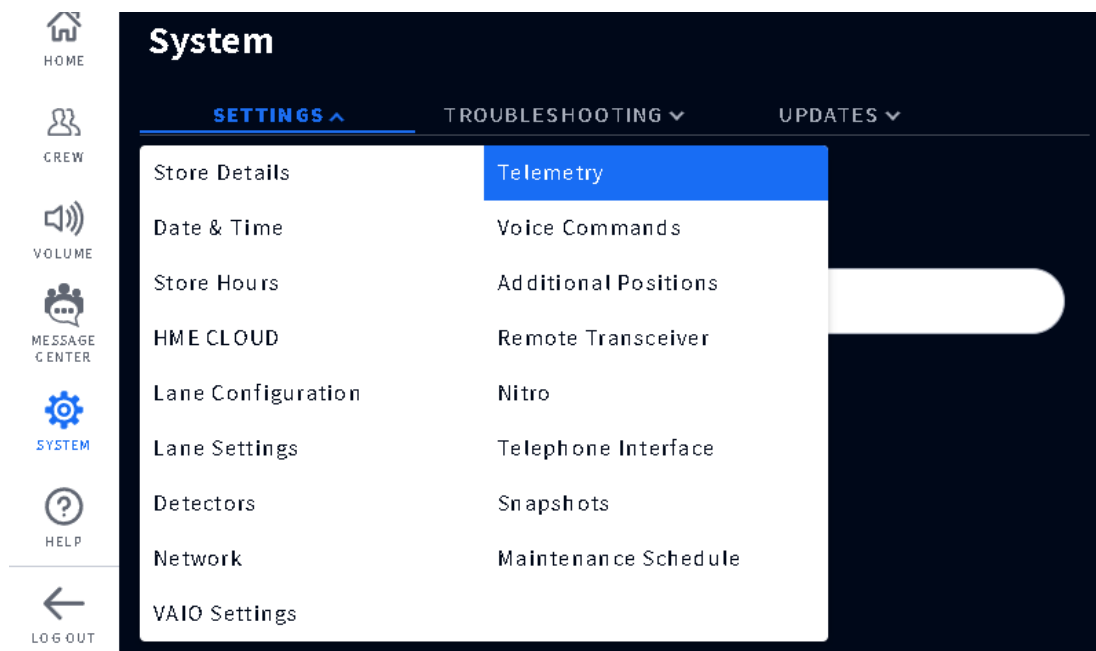 HOME
CREW
VOLUME
MESSAGE
CENTER
SYSTEM
HELP
LOGOUT
System
SETTINGS
TROUBLESHOOTING
UPDATES
Store Details
Date & Time
Store Hours
HME CLOUD
Lane Configuration
Lane Settings
Detectors
Network
VAIO Settings
Telemetry
Voice Commands
Additional Positions
Remote Transceiver
Nitro
Telephone Interface
Snapshots
Maintenance Schedule